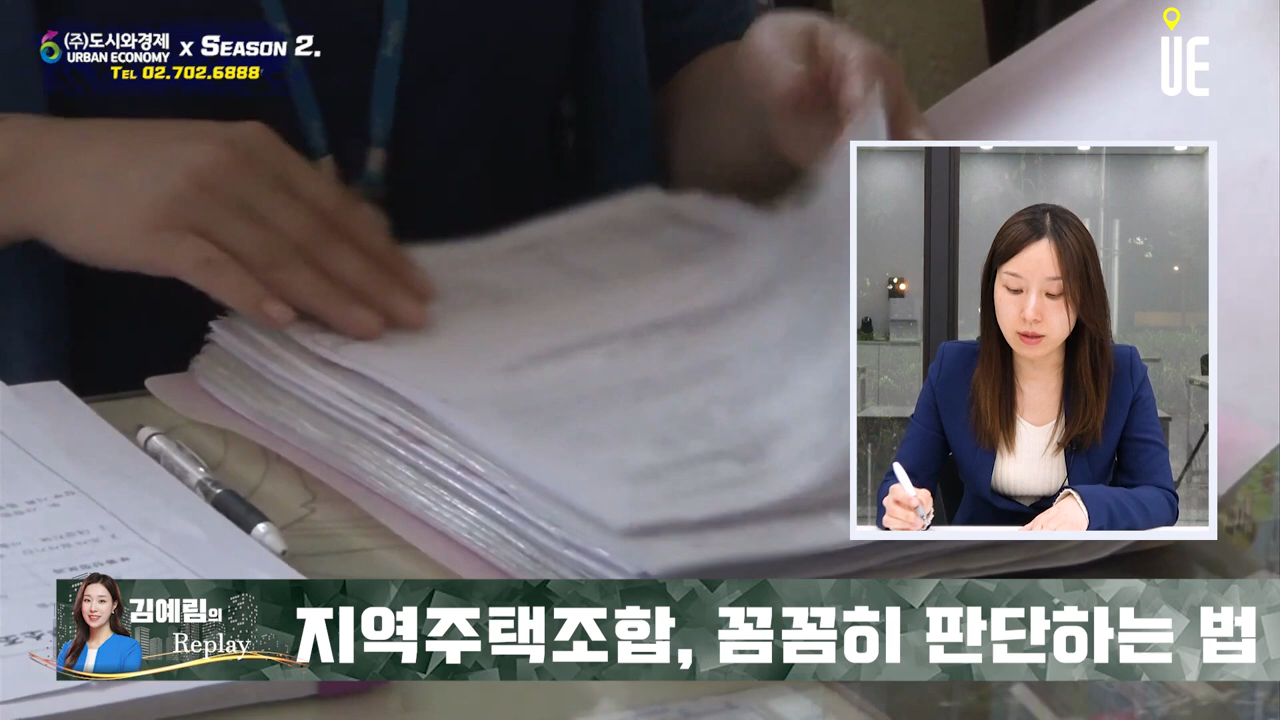 (주)도시와경제
URBAN ECONOMY
X SEASON 2.
TEL 02.702.6888
UE
김예림의
Replay
지역주택조합, 꼼꼼히 판단하는 법